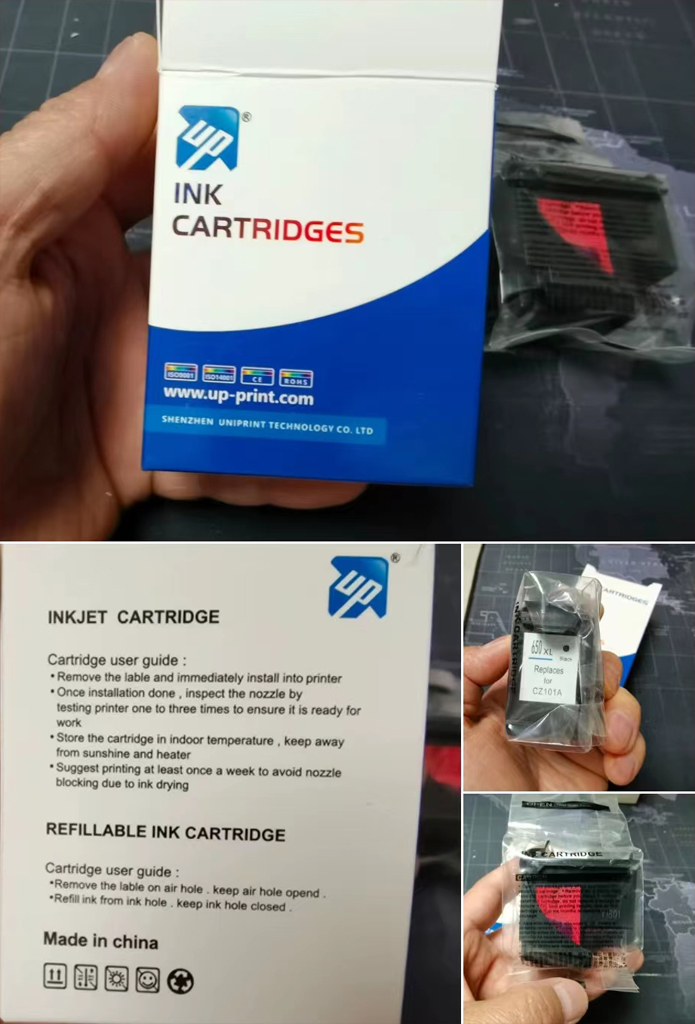 UP ®
INK
CARTRIDGES
ISO9001 ISO14001 CE ROHS
www.up-print.com
SHENZHEN UNIPRINT TECHNOLOGY CO. LTD
UP ®
INKJET CARTRIDGE
Cartridge user guide :
• Remove the lable and immediately install into printer
• Once installation done , inspect the nozzle by
testing printer one to three times to ensure it is ready for
work
• Store the cartridge in indoor temperature , keep away
from sunshine and heater
• Suggest printing at least once a week to avoid nozzle
blocking due to ink drying
REFILLABLE INK CARTRIDGE
Cartridge user guide :
•Remove the lable on air hole . keep air hole opend .
•Refill ink from ink hole . keep ink hole closed .
Made in china
CARTRIDGES
INK CARTRIDGE
650 XL
Black
Replaces
for
CZ101A
OPEN
CARTRIDGE